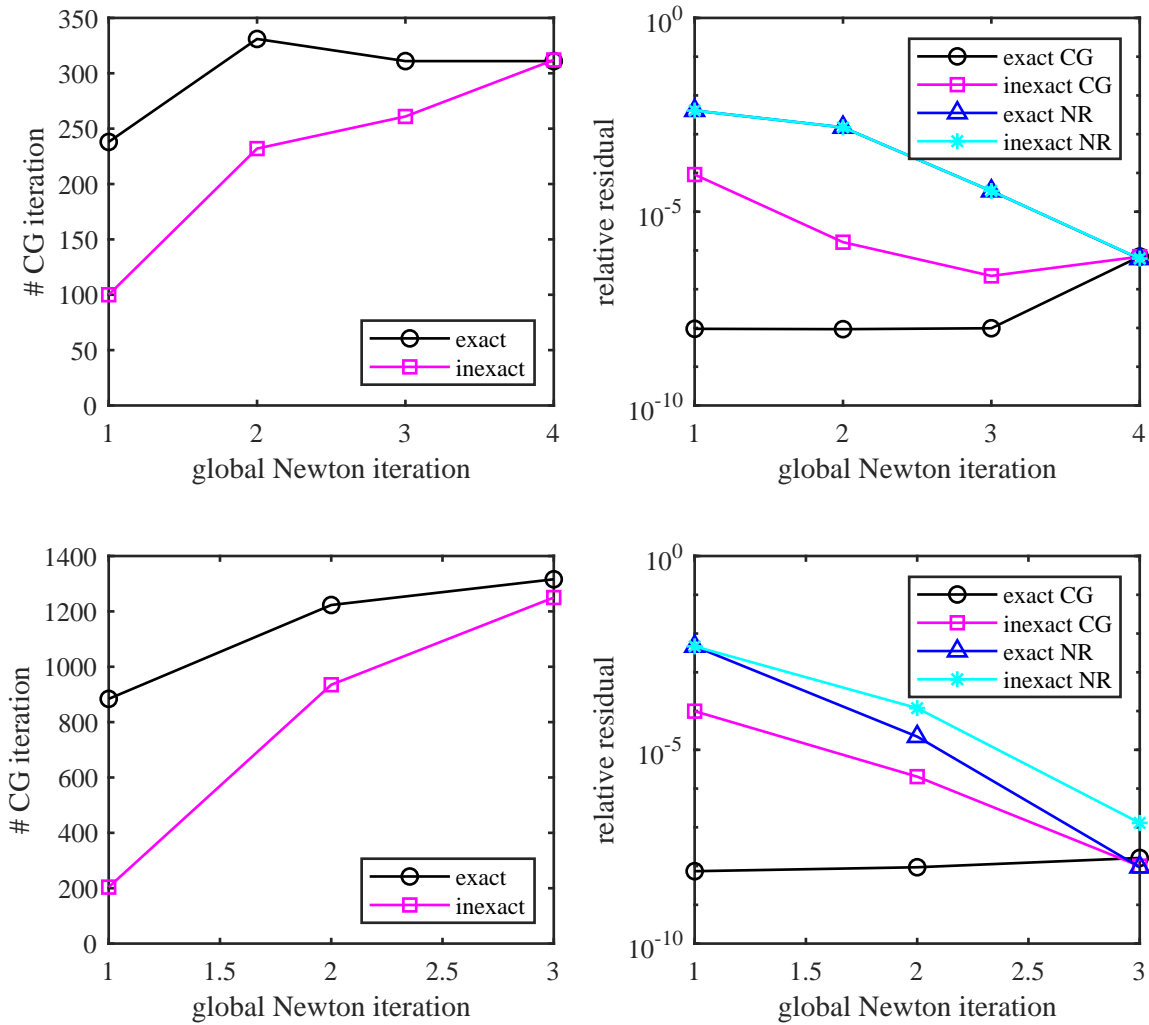 350
300
250
200
150
100
50
0
# CG iteration
exact
inexact
1 2 3 4
global Newton iteration
10^0
10^-5
10^-10
relative residual
exact CG
inexact CG
exact NR
inexact NR
1 2 3 4
global Newton iteration
1400
1200
1000
800
600
400
200
0
# CG iteration
exact
inexact
1 1.5 2 2.5 3
global Newton iteration
10^0
10^-5
10^-10
relative residual
exact CG
inexact CG
exact NR
inexact NR
1 1.5 2 2.5 3
global Newton iteration